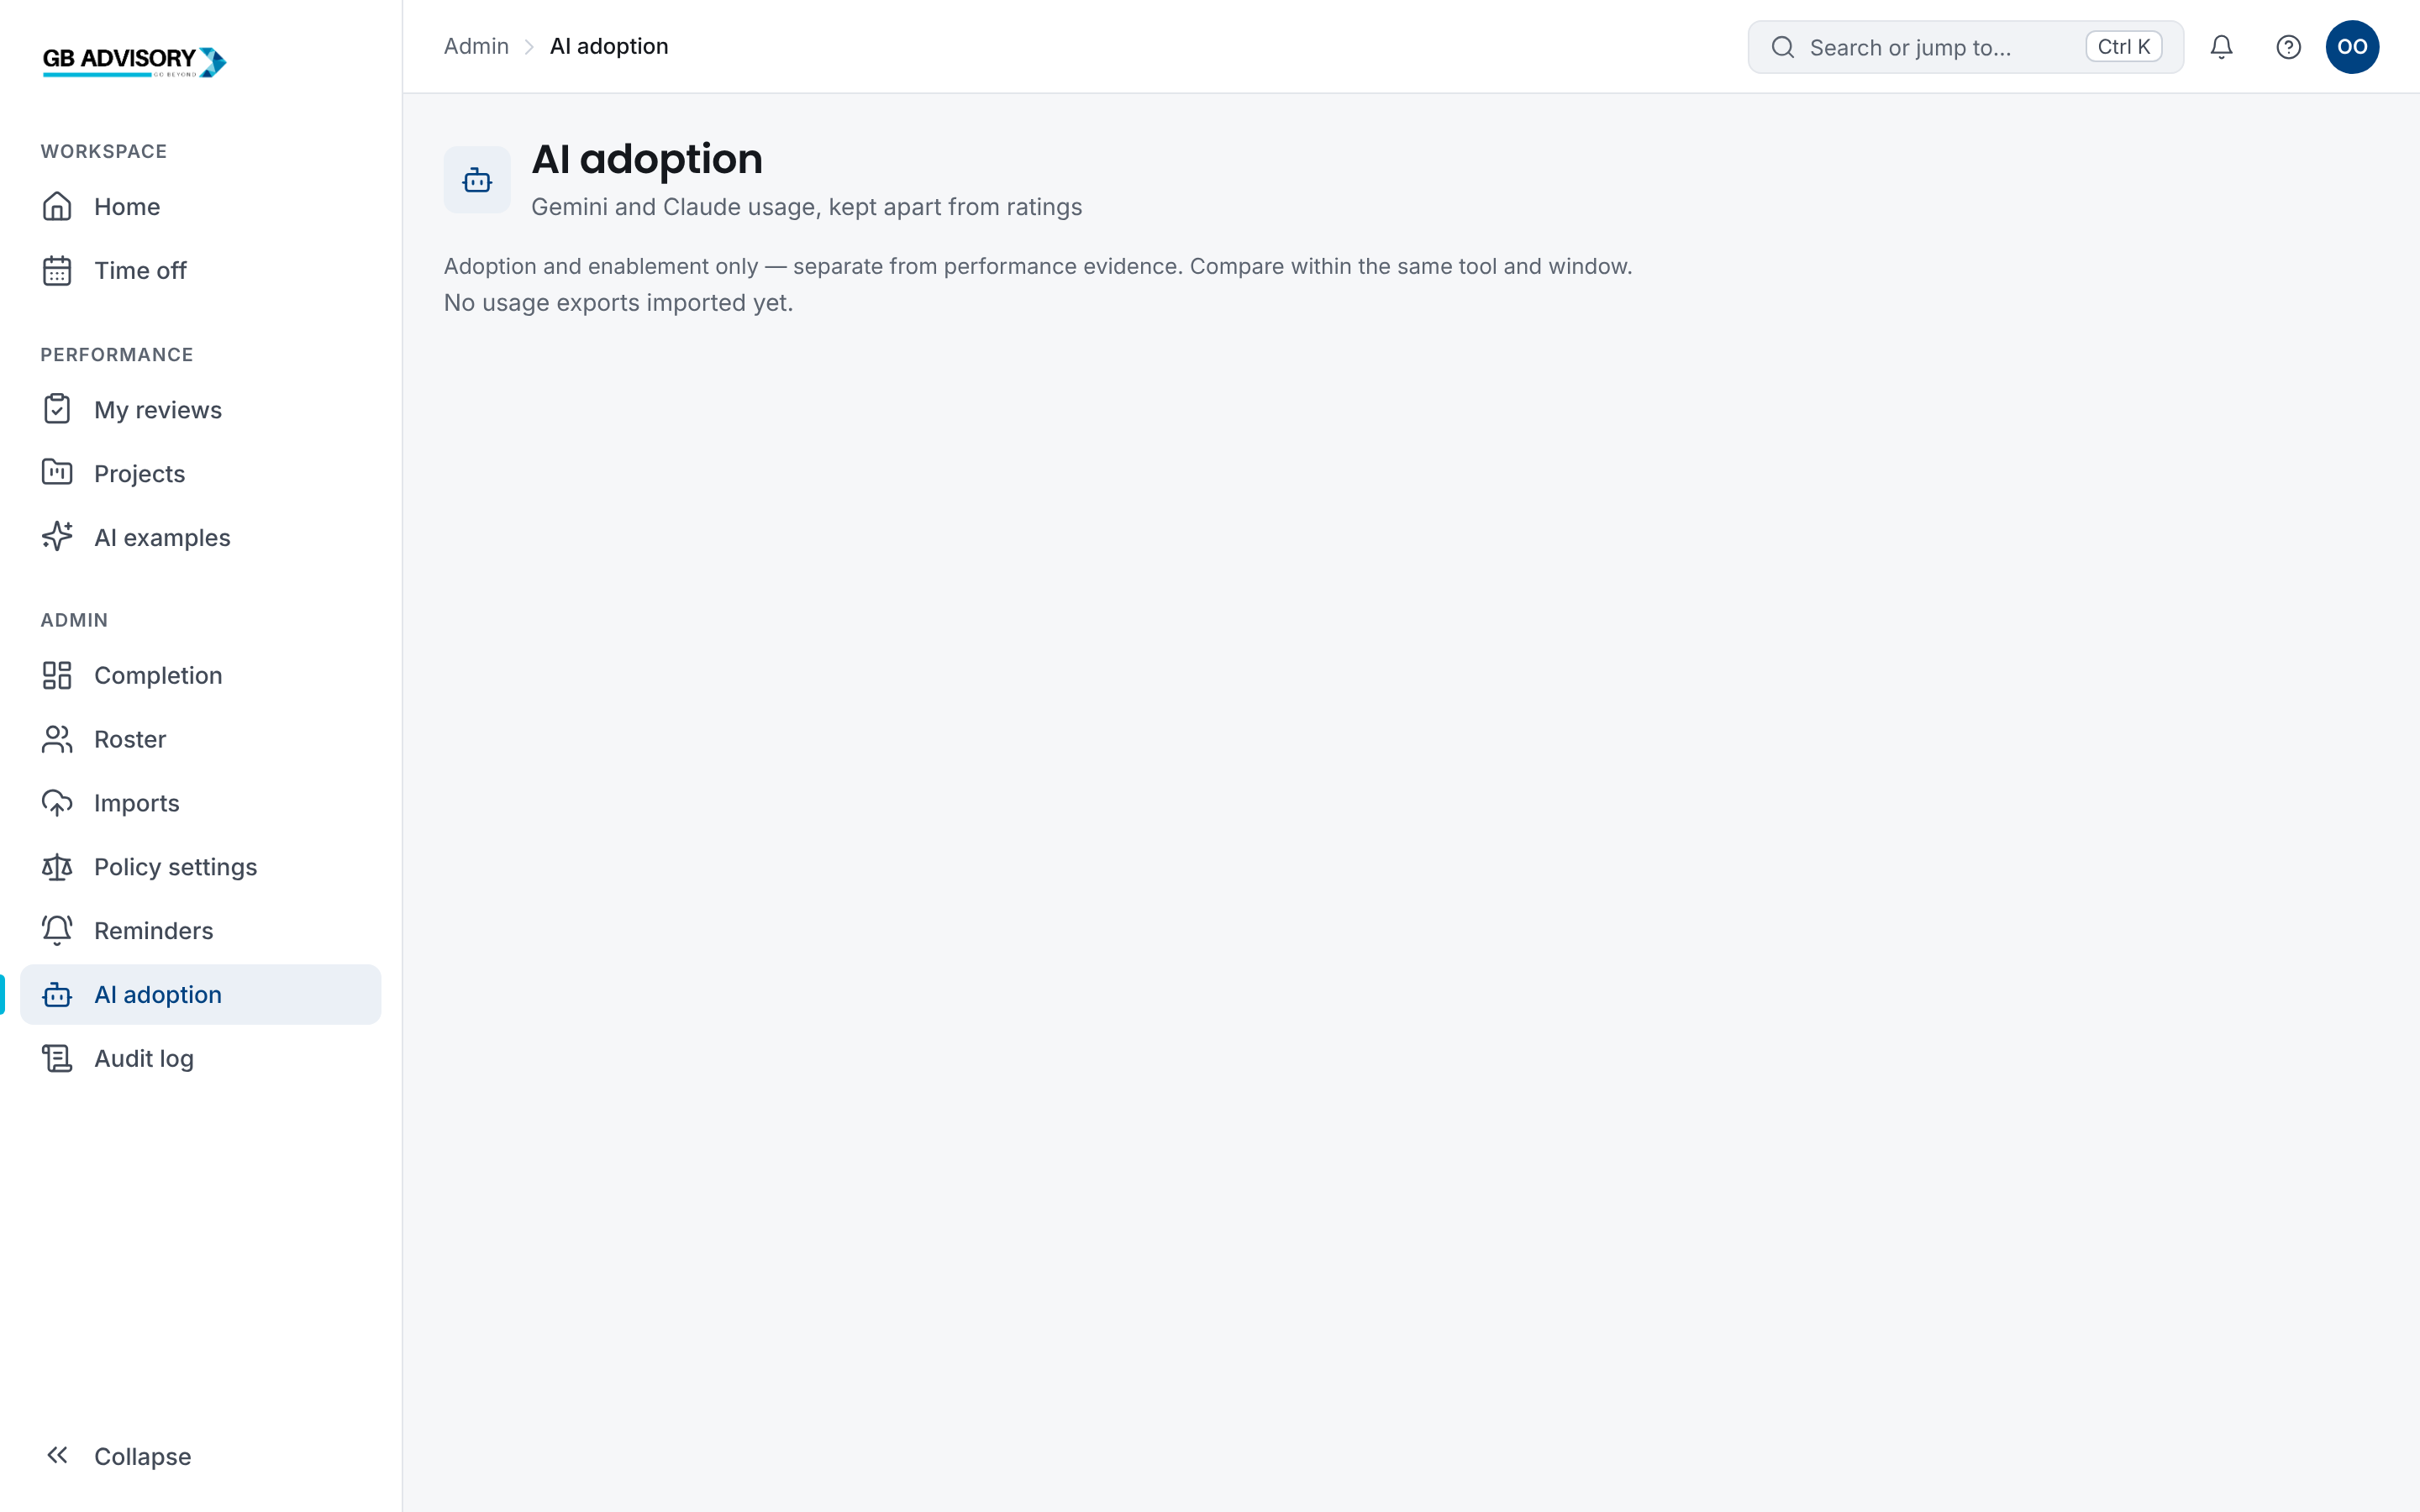 GB ADVISORY
GO BEYOND
WORKSPACE
Home
Time off
PERFORMANCE
My reviews
Projects
AI examples
ADMIN
Completion
Roster
Imports
Policy settings
Reminders
AI adoption
Audit log
Collapse
Admin > AI adoption
Search or jump to... Ctrl K
OO
AI adoption
Gemini and Claude usage, kept apart from ratings
Adoption and enablement only — separate from performance evidence. Compare within the same tool and window.
No usage exports imported yet.